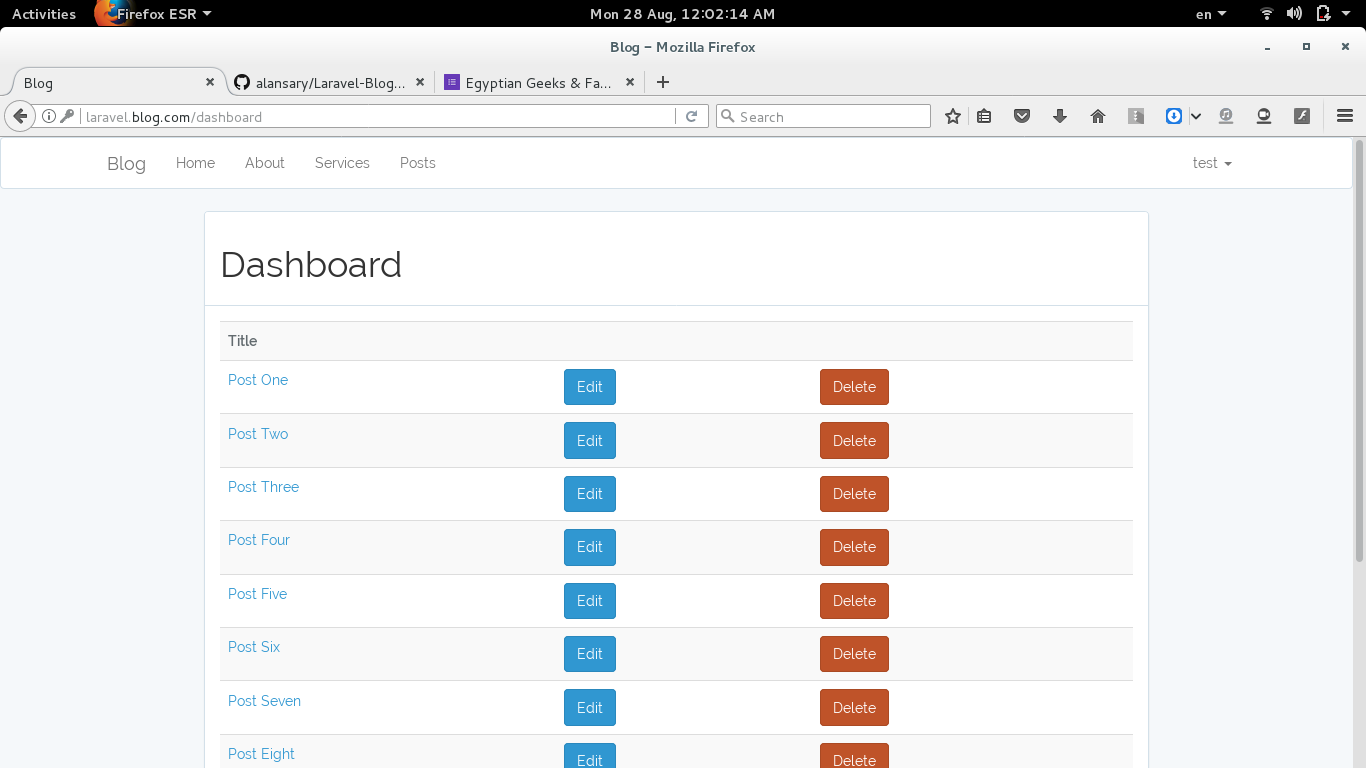 Activities Firefox ESR Mon 28 Aug, 12:02:14 AM en
Blog - Mozilla Firefox
Blog alansary/Laravel-Blog... Egyptian Geeks & Fa...
laravel.blog.com/dashboard Search
Blog Home About Services Posts test
Dashboard
Title
Post One Edit Delete
Post Two Edit Delete
Post Three Edit Delete
Post Four Edit Delete
Post Five Edit Delete
Post Six Edit Delete
Post Seven Edit Delete
Post Eight Edit Delete